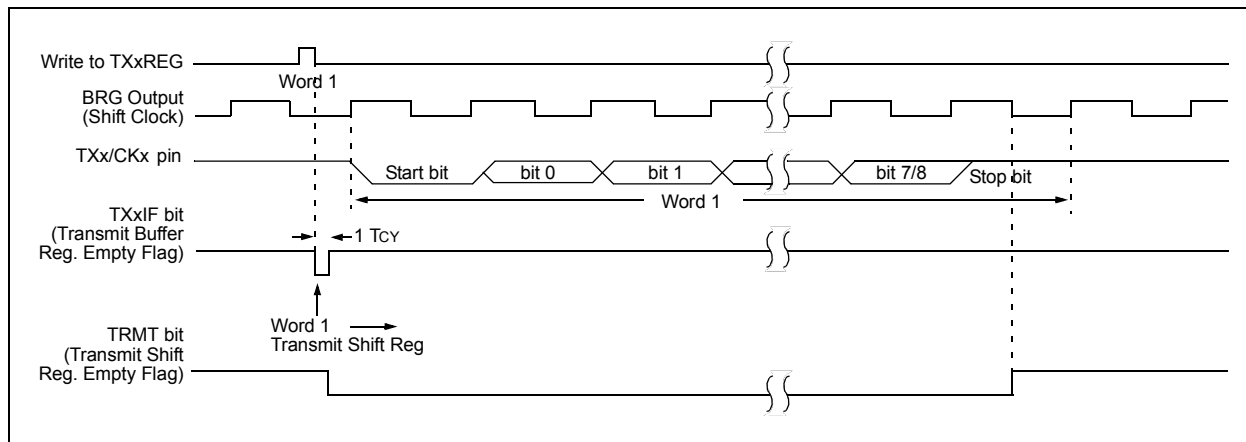 Write to TXxREG
Word 1
BRG Output
(Shift Clock)
TXx/CKx pin
Start bit
bit 0
bit 1
bit 7/8
Stop bit
Word 1
TXxIF bit
(Transmit Buffer
Reg. Empty Flag)
1 TCY
Word 1
Transmit Shift Reg
TRMT bit
(Transmit Shift
Reg. Empty Flag)